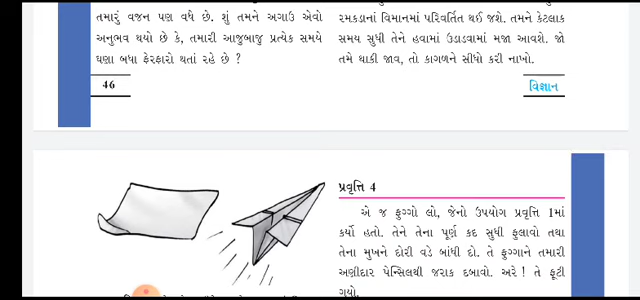 તમારું વજન પણ વધે છે. શું તમને અગાઉ એવો
અનુભવ થયો છે કે, તમારી આજુબાજુ પ્રત્યેક સમયે
ઘણા બધા ફેરફારો થતાં રહે છે ?
રમકડાનાં વિમાનમાં પરિવર્તિત થઈ જશે. તમને કેટલાક
સમય સુધી તેને હવામાં ઉડાડવામાં મજા આવશે. જો
તમે થાકી જાવ, તો કાગળને સીધો કરી નાખો.
46
વિજ્ઞાન
પ્રવૃત્તિ 4
એ જ ફુગ્ગો લો, જેનો ઉપયોગ પ્રવૃત્તિ 1માં
કર્યો હતો. તેને તેના પૂર્ણ કદ સુધી ફુલાવો તથા
તેના મુખને દોરી વડે બાંધી દો. તે ફુગ્ગાને તમારી
અણીદાર પેન્સિલથી જરાક દબાવો. અરે ! તે ફૂટી
ગયો.